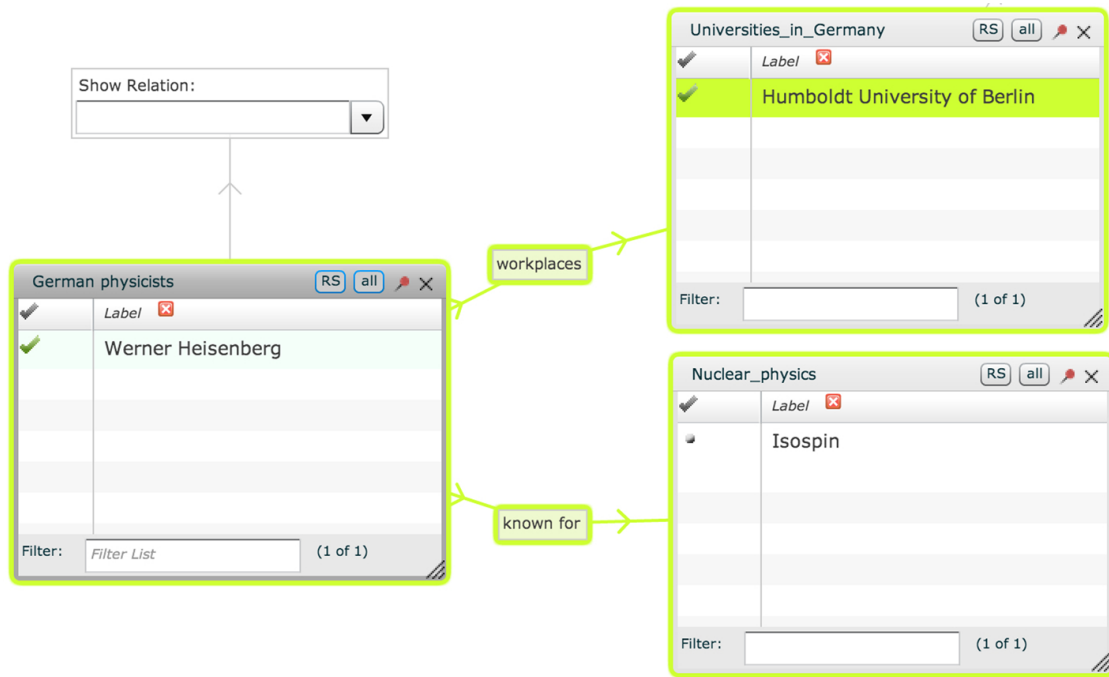 Universities_in_Germany RS all
Label
Humboldt University of Berlin
Filter: (1 of 1)
Show Relation:
workplaces
German physicists RS all
Label
Werner Heisenberg
Filter: Filter List (1 of 1)
known for
Nuclear_physics RS all
Label
Isospin
Filter: (1 of 1)